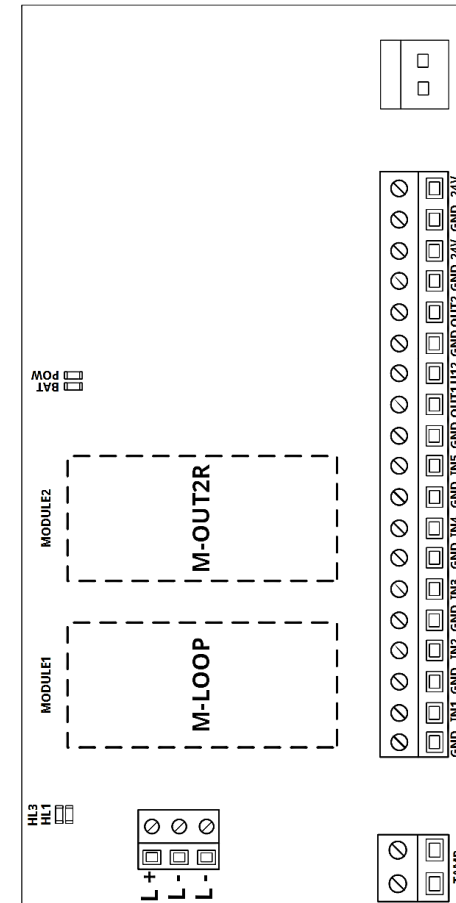 24V
GND
24V
GND
OUT2
GND
U12
OUT1
GND
IN5
GND
IN4
GND
IN3
GND
IN2
GND
IN1
GND
POW
BAT
MODULE2
M-OUT2R
MODULE1
M-LOOP
HL3
HL1
L +
L -
L -
TAMP